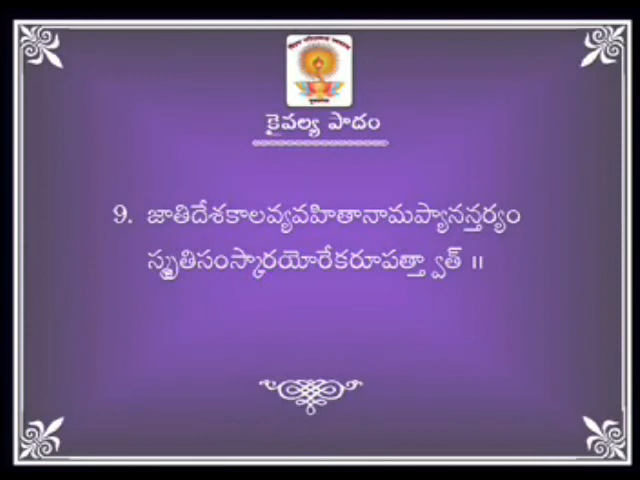 కైవల్య పాదం
9. జాతిదేశకాలవ్యవహితానామప్యానన్తర్యం
స్మృతిసంస్కారయోరేకరూపత్త్వాత్ ॥